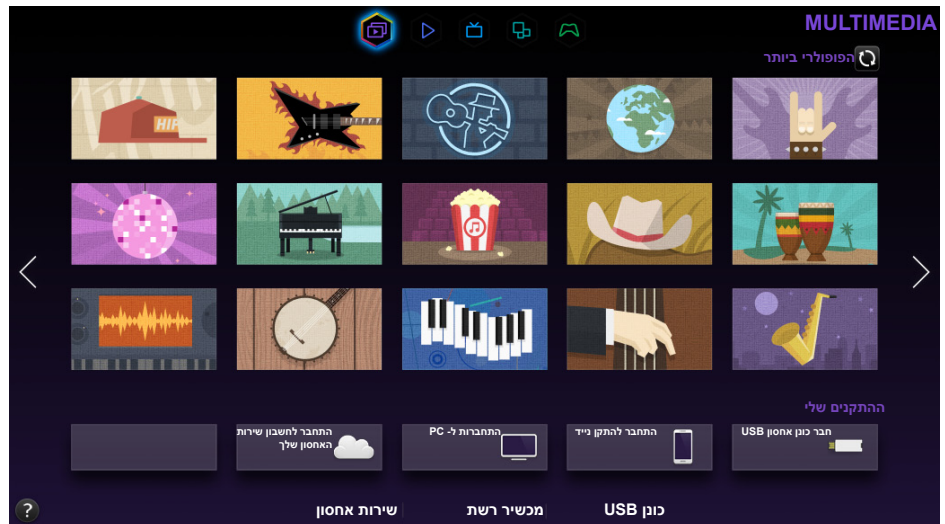 MULTIMEDIA
הפופולרי ביותר
HIP
ההתקנים שלי
חבר כונן אחסון USB
התחבר להתקן נייד
התחברות ל- PC
התחבר לחשבון שירות
האחסון שלך
כונן USB
מכשיר רשת
שירות אחסון
?